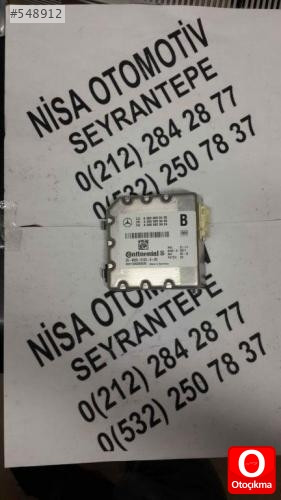 #548912
NİSA OTOMOTİV
SEYRANTEPE
0(212) 284 28 77
0(532) 250 78 37
B
Continental
NİSA OTOMOTİV
SEYRANTEPE
0(212) 284 28 77
0(532) 250 78 37
Otoçıkma